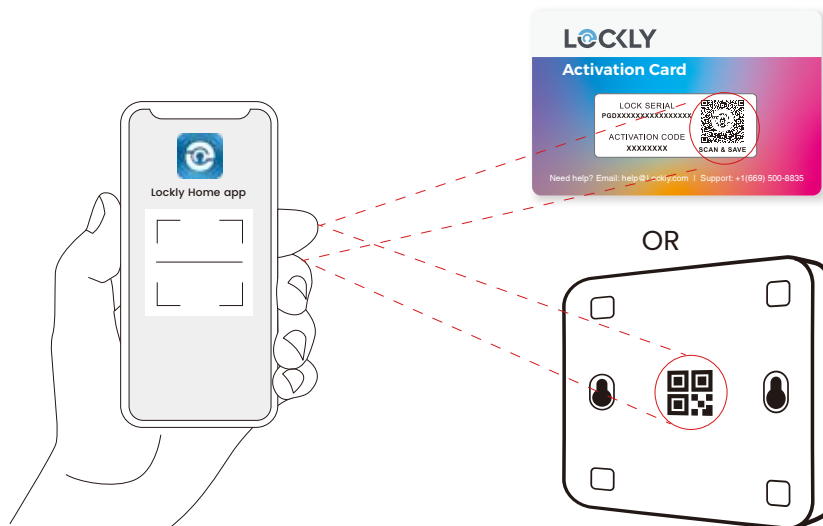 LOCKLY
Activation Card
LOCK SERIAL
PGDXXXXXXXXXXXXXXX
ACTIVATION CODE
XXXXXXXX
SCAN & SAVE
Need help? Email: help@Lockly.com | Support: +1(669) 500-8835
Lockly Home app
OR